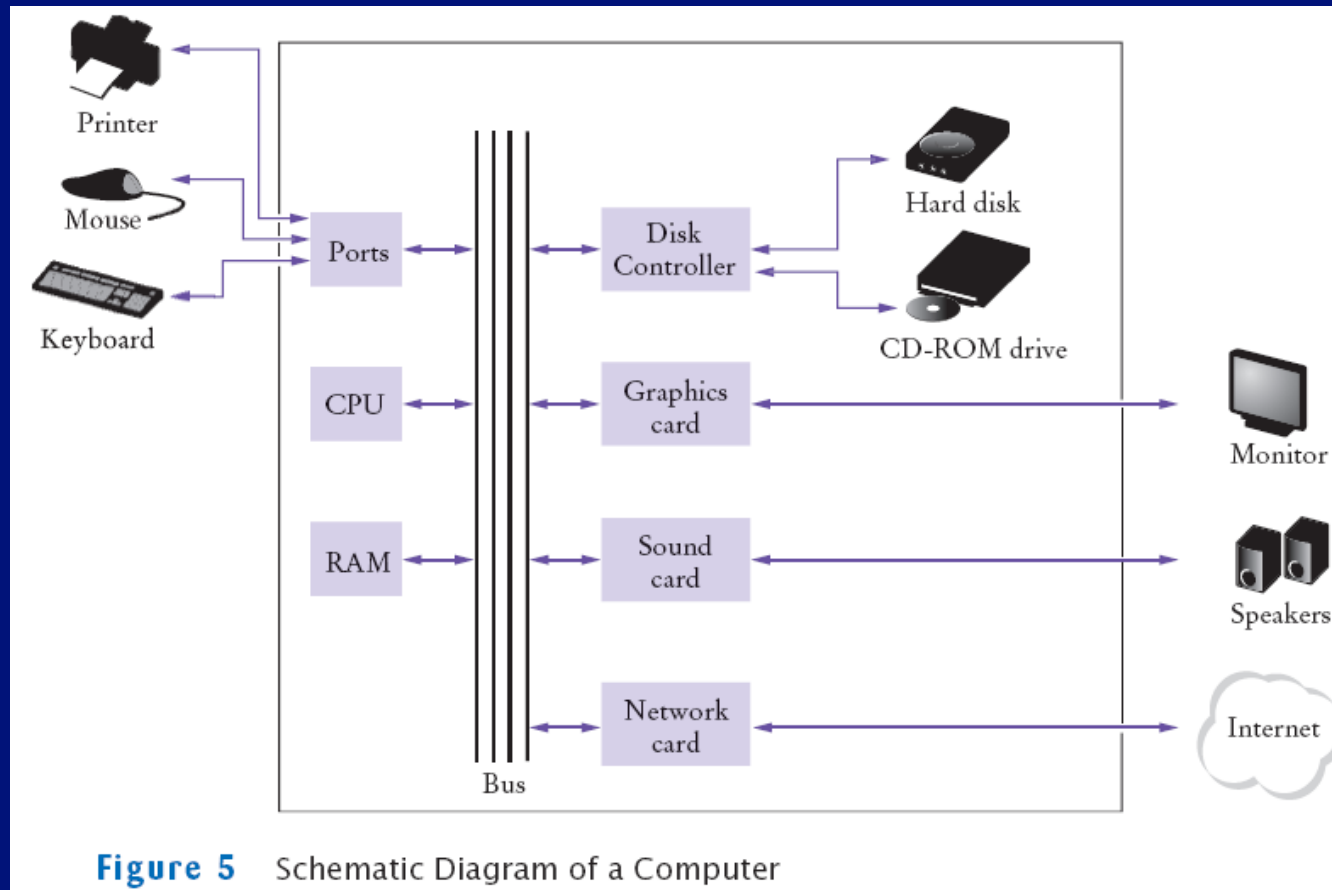 Printer
Mouse
Keyboard
Ports
CPU
RAM
Bus
Disk
Controller
Hard disk
CD-ROM drive
Graphics
card
Monitor
Sound
card
Speakers
Network
card
Internet
Figure 5 Schematic Diagram of a Computer